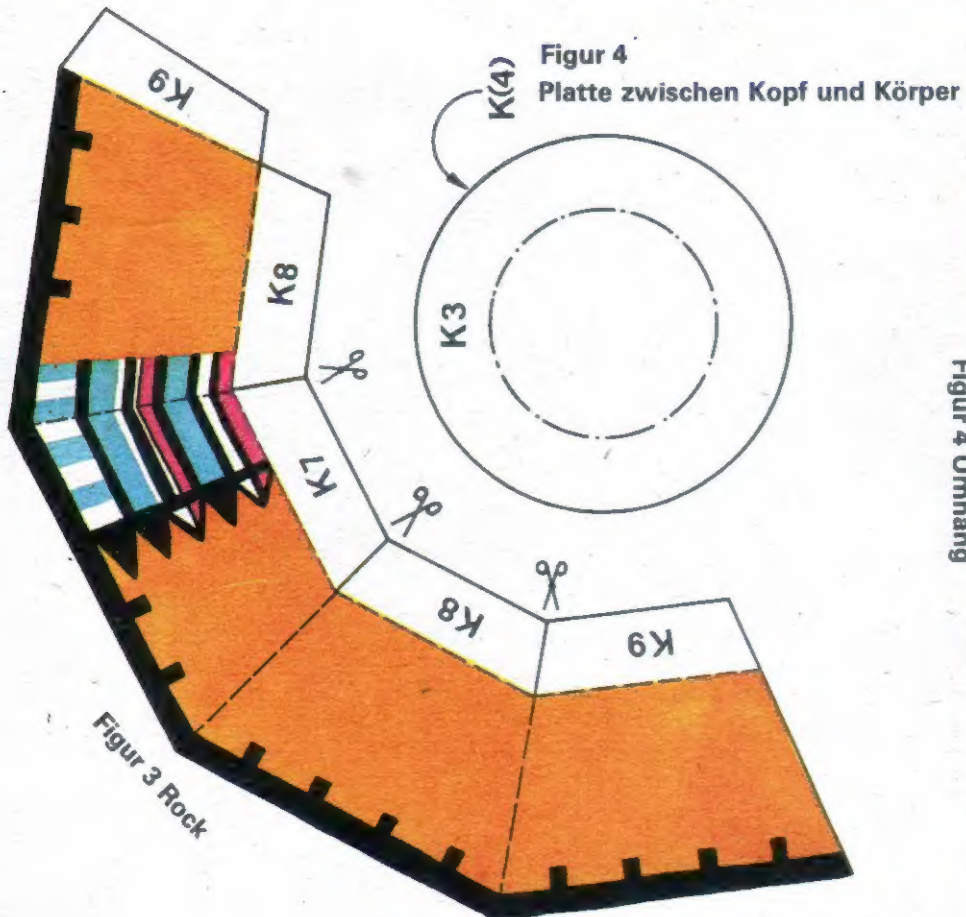 Figur 4
Platte zwischen Kopf und Körper
K(4)
K9
K8
K3
K7
K8
K9
Figur 3 Rock
Figur 4 Umhang